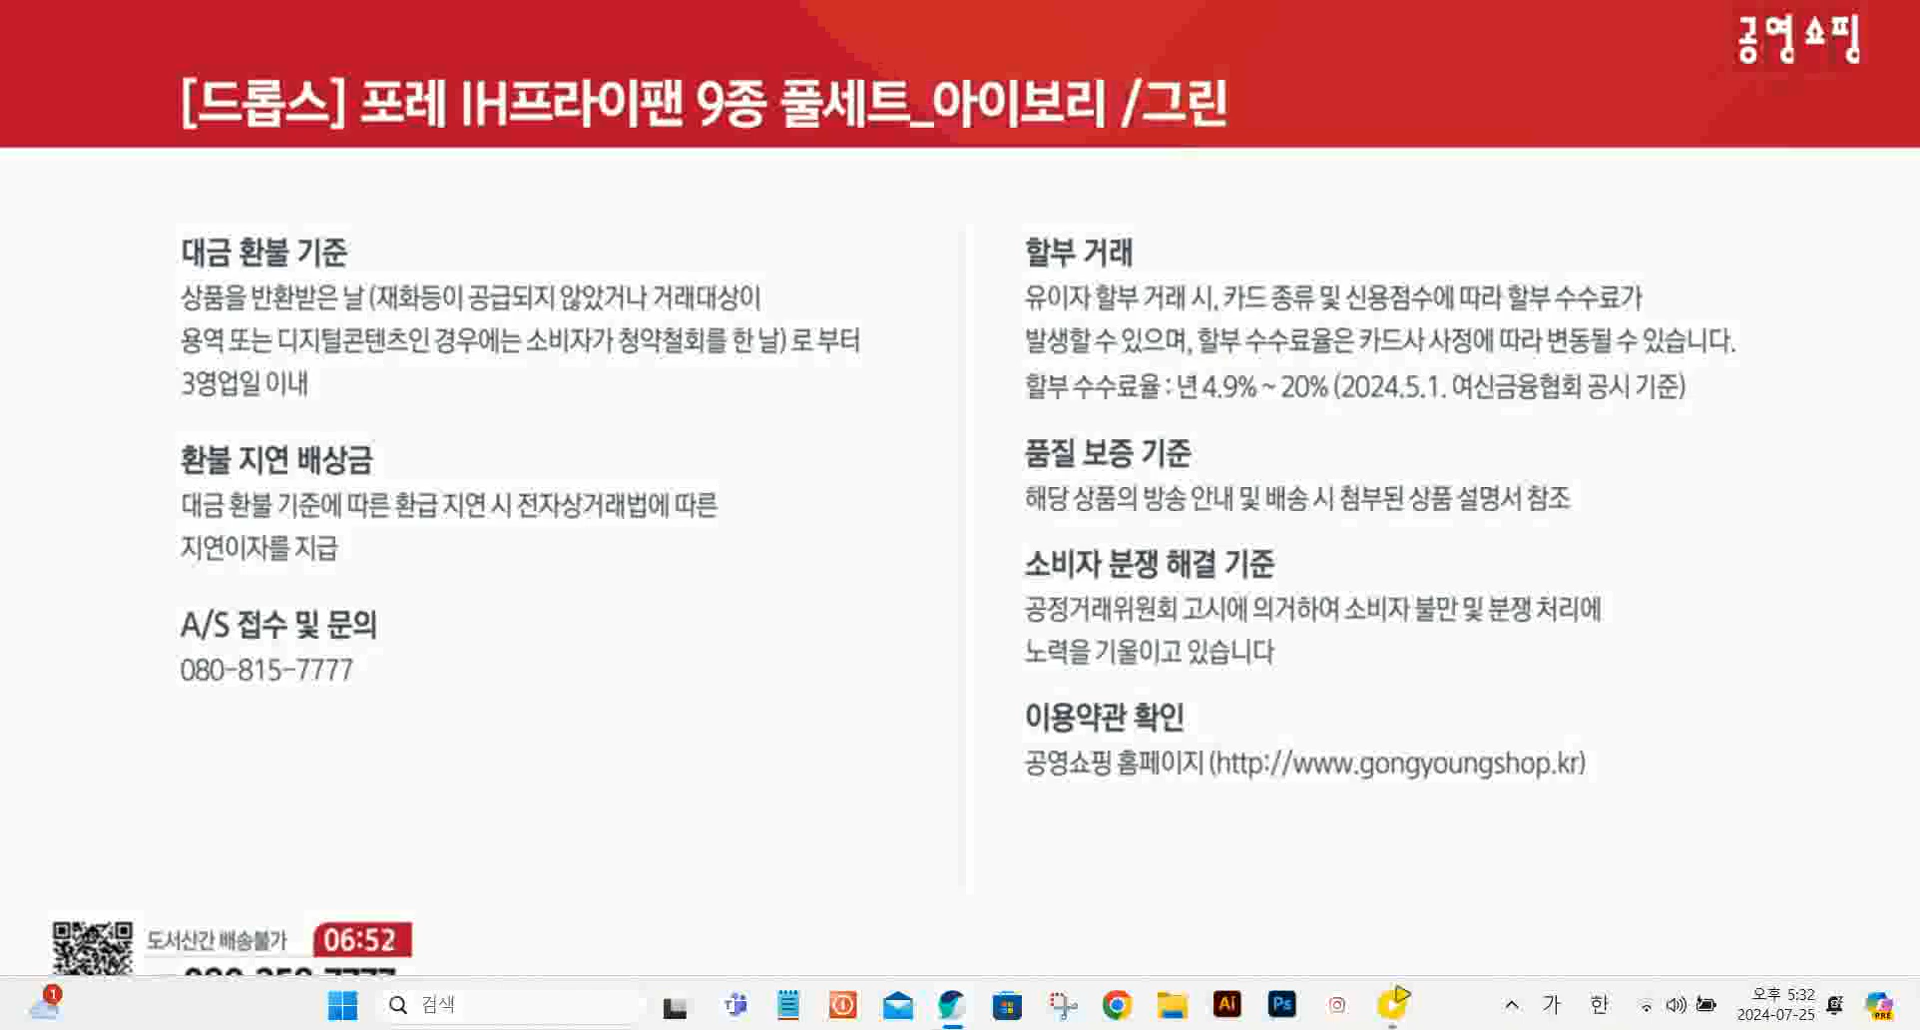 공영쇼핑
[드롭스] 포레 IH프라이팬 9종 풀세트_아이보리 /그린
대금 환불 기준
상품을 반환받은 날 (재화등이 공급되지 않았거나 거래대상이
용역 또는 디지털콘텐츠인 경우에는 소비자가 청약철회를 한 날) 로 부터
3영업일 이내
환불 지연 배상금
대금 환불 기준에 따른 환급 지연 시 전자상거래법에 따른
지연이자를 지급
A/S 접수 및 문의
080-815-7777
할부 거래
유이자 할부 거래 시, 카드 종류 및 신용점수에 따라 할부 수수료가
발생할 수 있으며, 할부 수수료율은 카드사 사정에 따라 변동될 수 있습니다.
할부 수수료율 : 년 4.9% ~ 20% (2024.5.1. 여신금융협회 공시 기준)
품질 보증 기준
해당 상품의 방송 안내 및 배송 시 첨부된 상품 설명서 참조
소비자 분쟁 해결 기준
공정거래위원회 고시에 의거하여 소비자 불만 및 분쟁 처리에
노력을 기울이고 있습니다
이용약관 확인
공영쇼핑 홈페이지 (http://www.gongyoungshop.kr)
도서산간 배송불가 06:52
1
검색
Ai
Ps
가
한
오후 5:32
2024-07-25
PRE